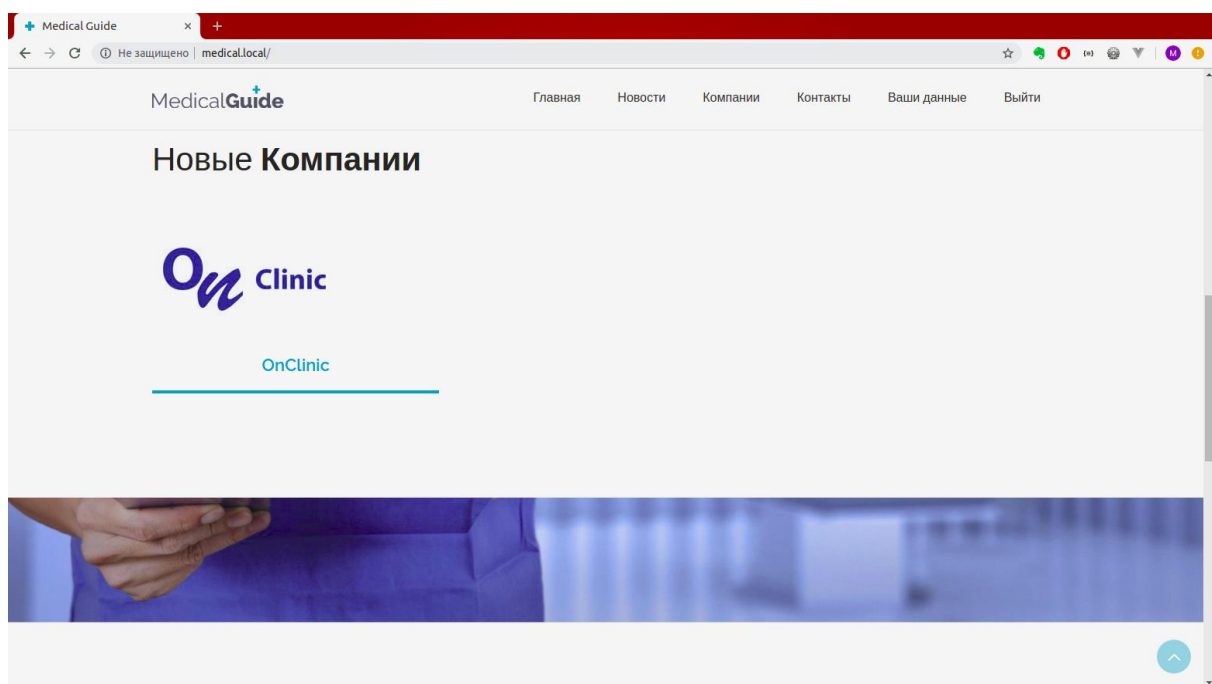 Medical Guide
Не защищено | medical.local/
MedicalGuide
Главная Новости Компании Контакты Ваши данные Выйти
Новые Компании
On Clinic
OnClinic